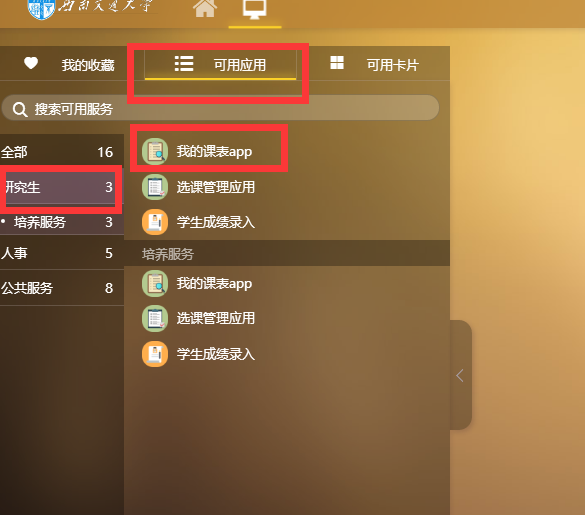 西南交通大学
我的收藏 可用应用 可用卡片
搜索可用服务
全部 16
研究生 3
• 培养服务 3
人事 5
公共服务 8
我的课表app
选课管理应用
学生成绩录入
培养服务
我的课表app
选课管理应用
学生成绩录入